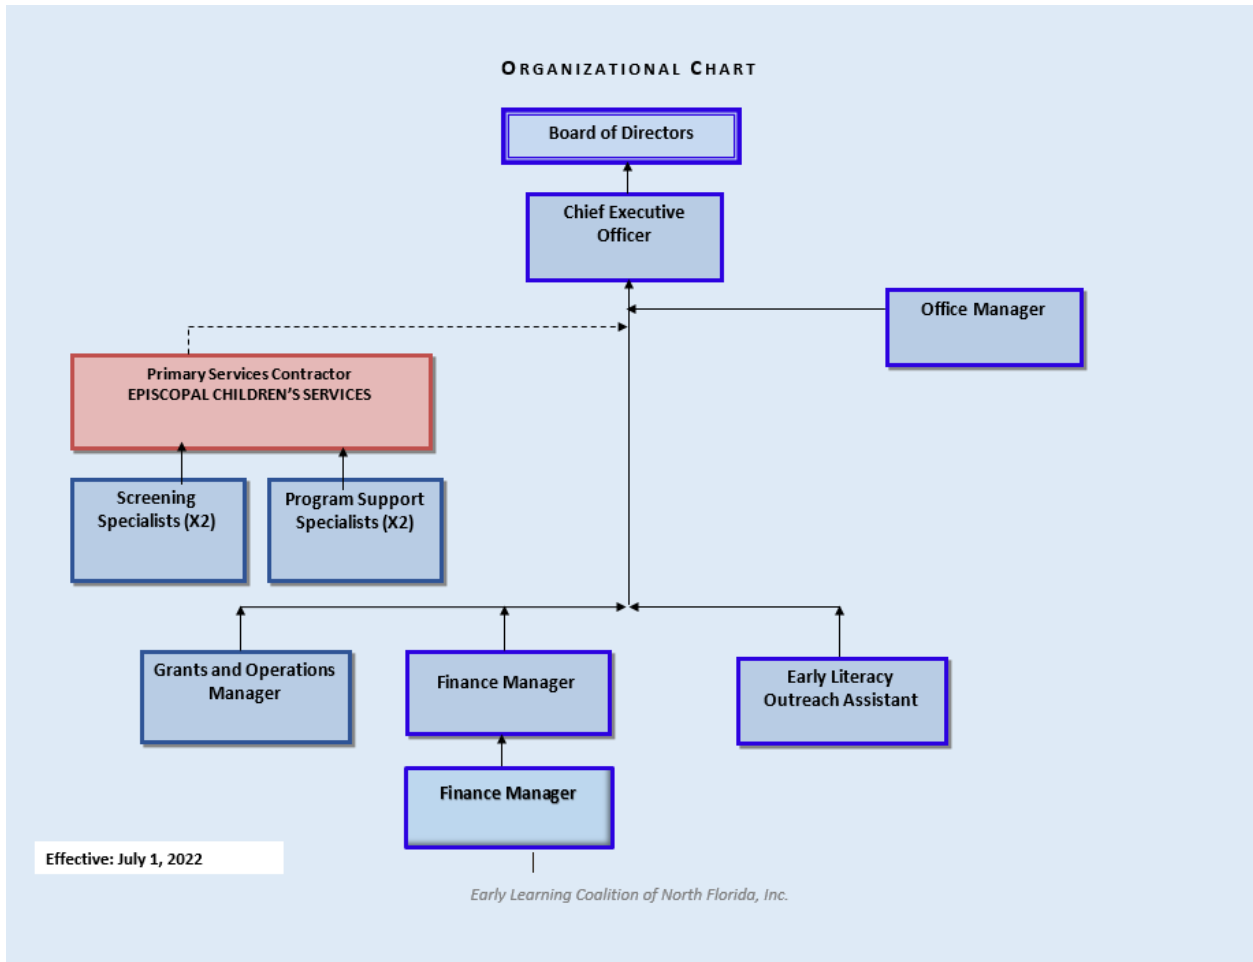 ORGANIZATIONAL CHART
Board of Directors
Chief Executive
Officer
Office Manager
Primary Services Contractor
EPISCOPAL CHILDREN'S SERVICES
Screening
Specialists (X2)
Program Support
Specialists (X2)
Grants and Operations
Manager
Finance Manager
Early Literacy
Outreach Assistant
Finance Manager
Effective: July 1, 2022
Early Learning Coalition of North Florida, Inc.